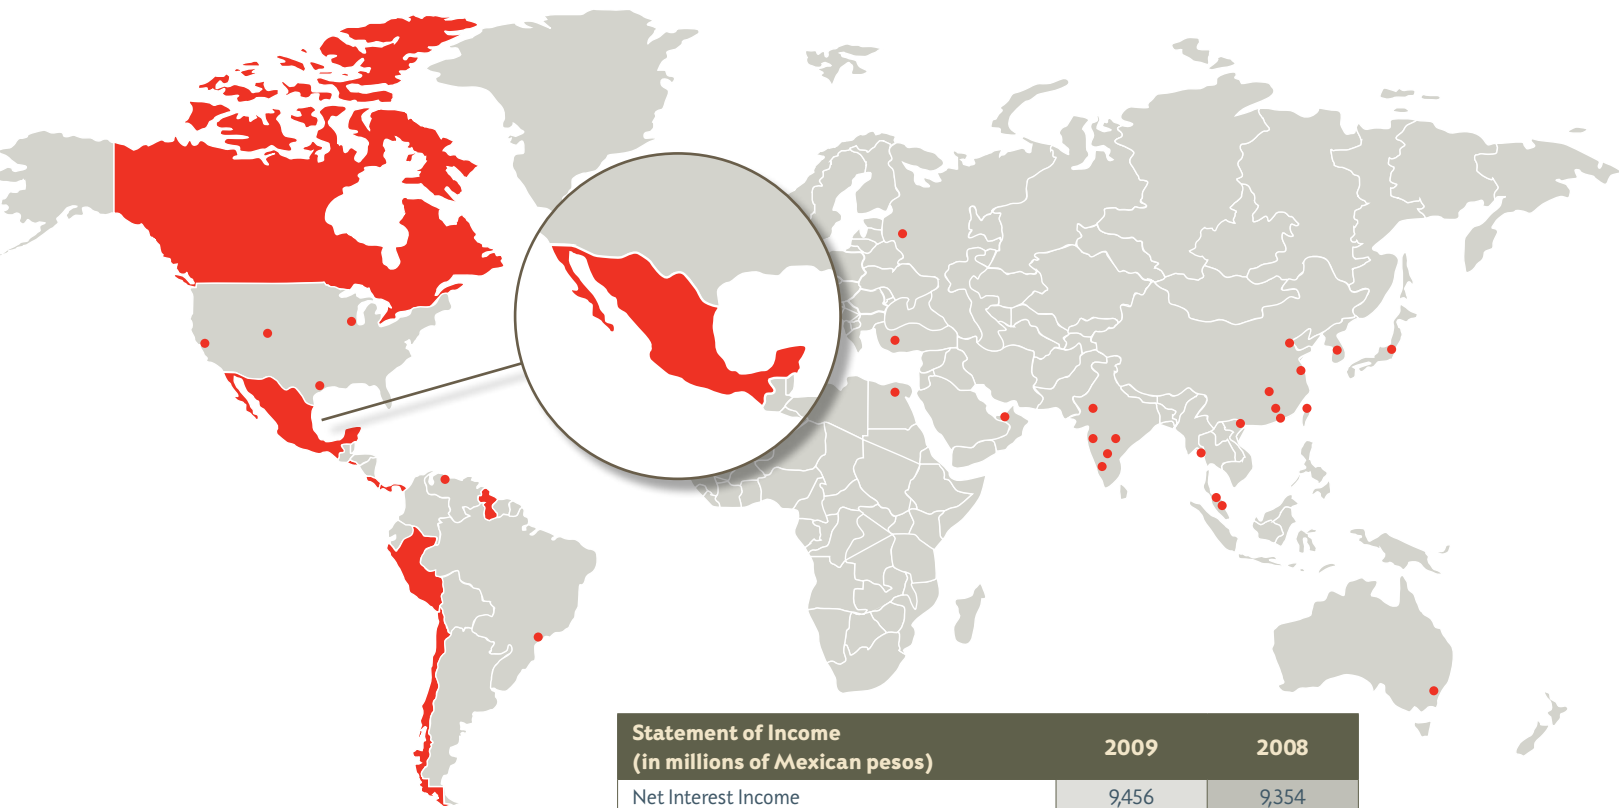 Statement of Income
(in millions of Mexican pesos) 2009 2008
Net Interest Income 9,456 9,354